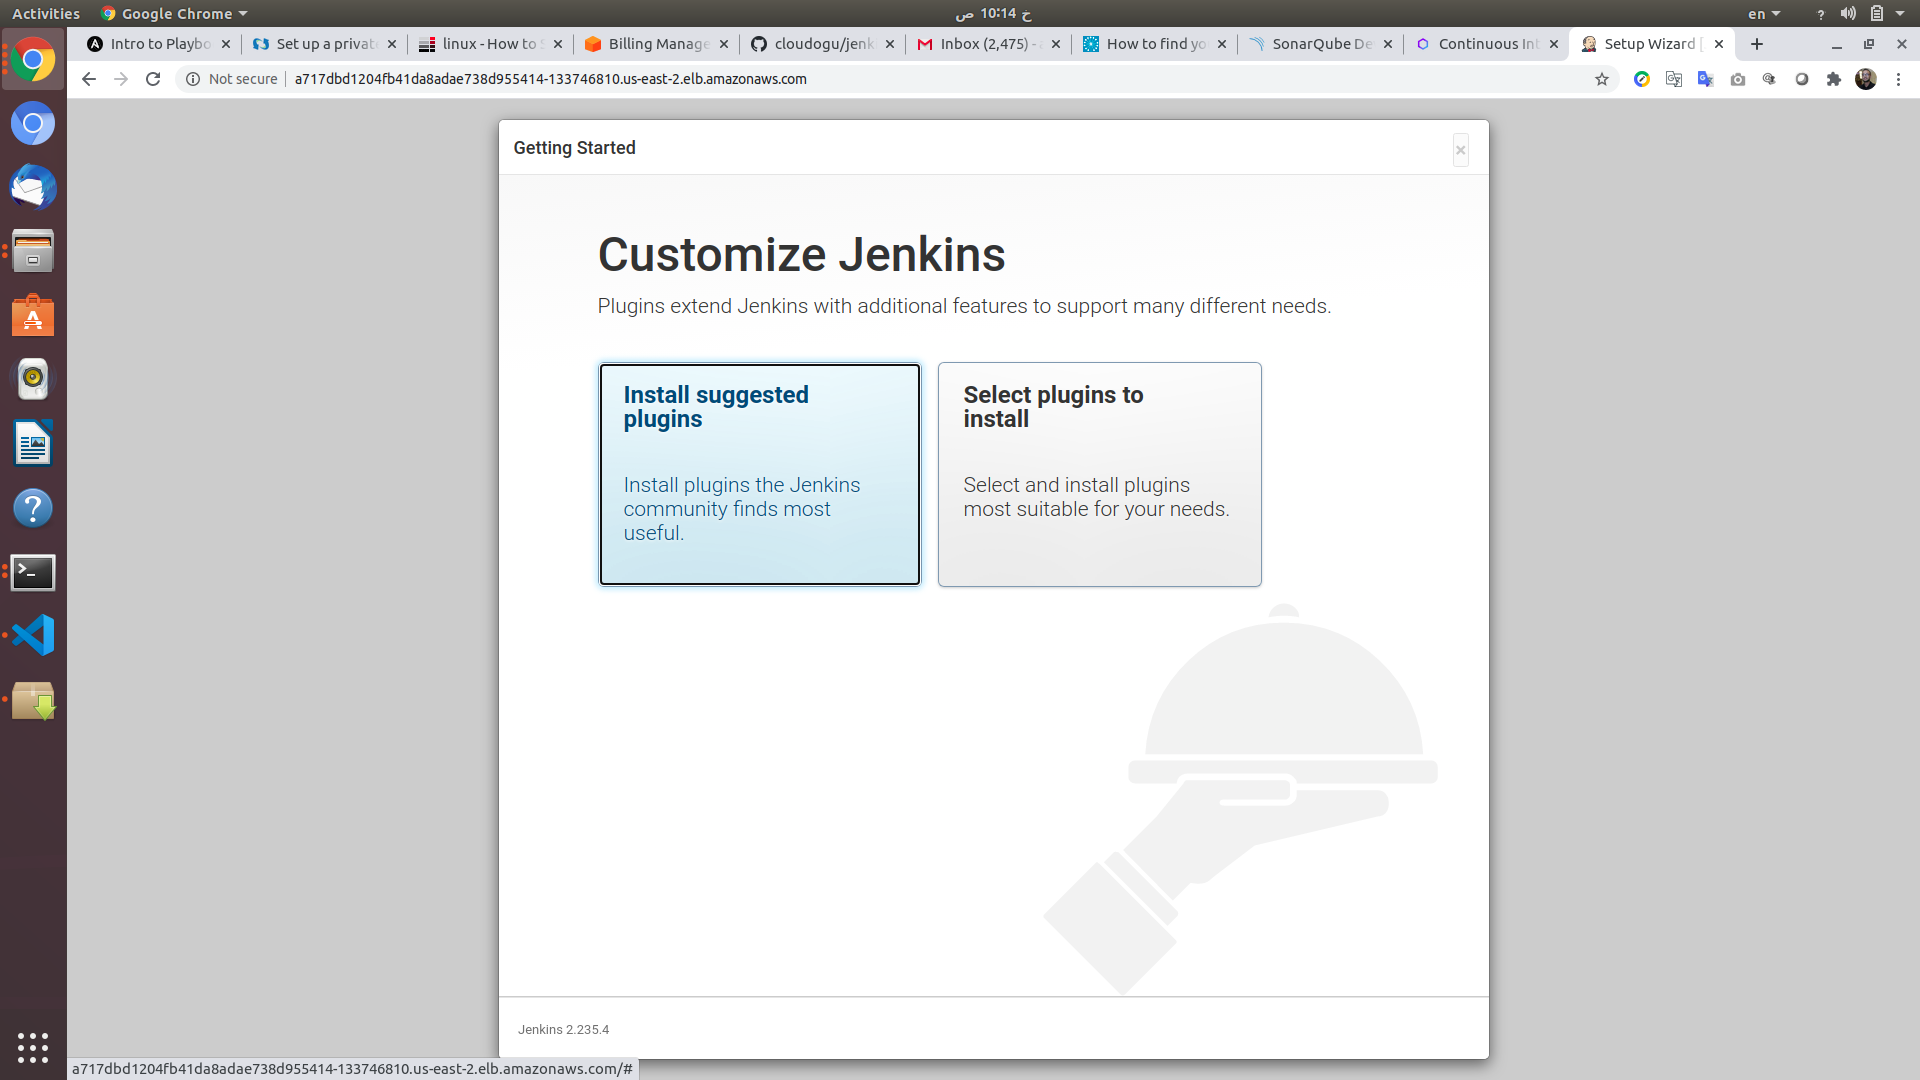 Activities
Google Chrome
خ 10:14 ص
en
Intro to Playbo
Set up a privat
linux - How to S
Billing Manage
cloudogu/jenk
Inbox (2,475) - a
How to find yo
SonarQube De
Continuous Int
Setup Wizard [
Not secure
a717dbd1204fb41da8adae738d955414-133746810.us-east-2.elb.amazonaws.com
Getting Started
×
Customize Jenkins
Plugins extend Jenkins with additional features to support many different needs.
Install suggested
plugins
Install plugins the Jenkins
community finds most
useful.
Select plugins to
install
Select and install plugins
most suitable for your needs.
Jenkins 2.235.4
a717dbd1204fb41da8adae738d955414-133746810.us-east-2.elb.amazonaws.com/#